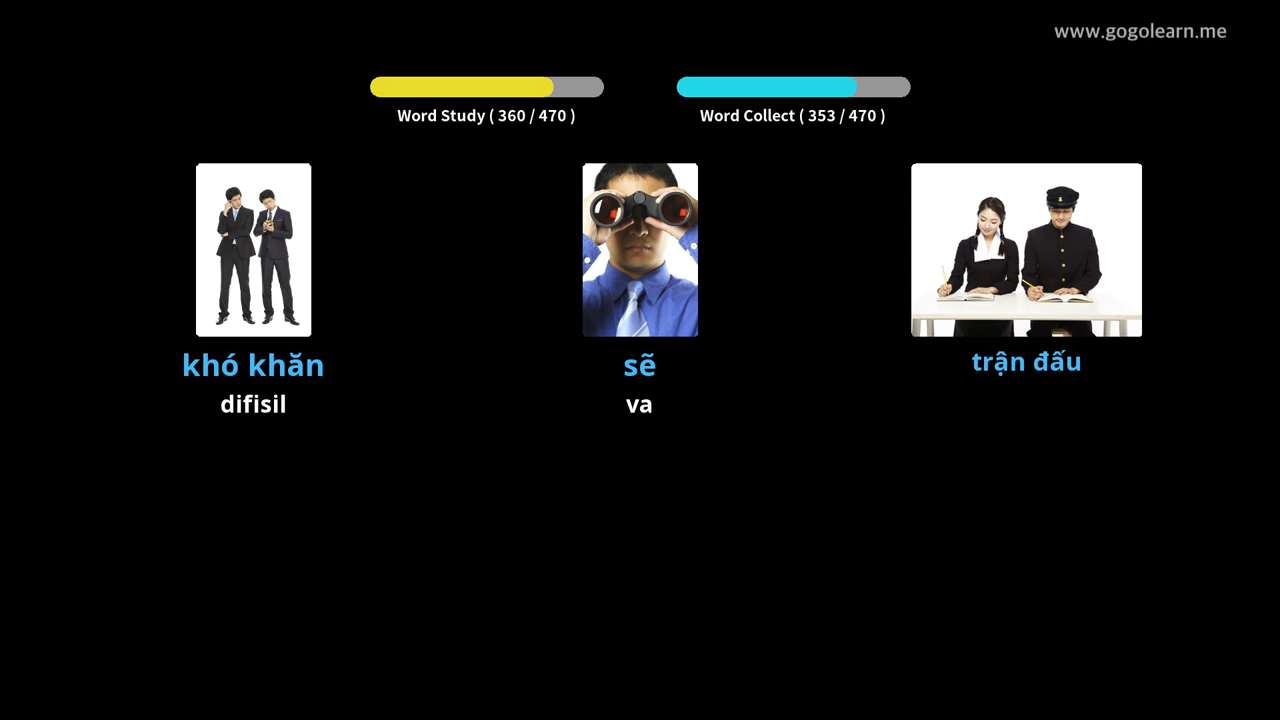 www.gogolearn.me
Word Study ( 360 / 470 )
Word Collect ( 353 / 470 )
khó khăn
sẽ
trận đấu
difisil
va